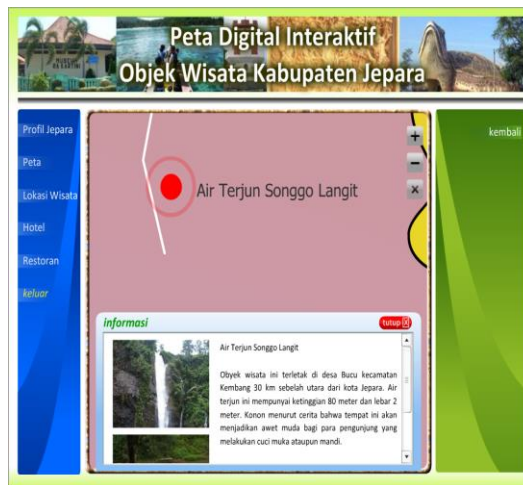 Peta Digital Interaktif
Objek Wisata Kabupaten Jepara
Profil Jepara
Peta
Lokasi Wisata
Hotel
Restoran
keluar
kembali
Air Terjun Songgo Langit
informasi
tutup X
Air Terjun Songgo Langit
Obyek wisata ini terletak di desa Bucu kecamatan
Kembang 30 km sebelah utara dari kota Jepara. Air
terjun ini mempunyai ketinggian 80 meter dan lebar 2
meter. Konon menurut cerita bahwa tempat ini akan
menjadikan awet muda bagi para pengunjung yang
melakukan cuci muka ataupun mandi.